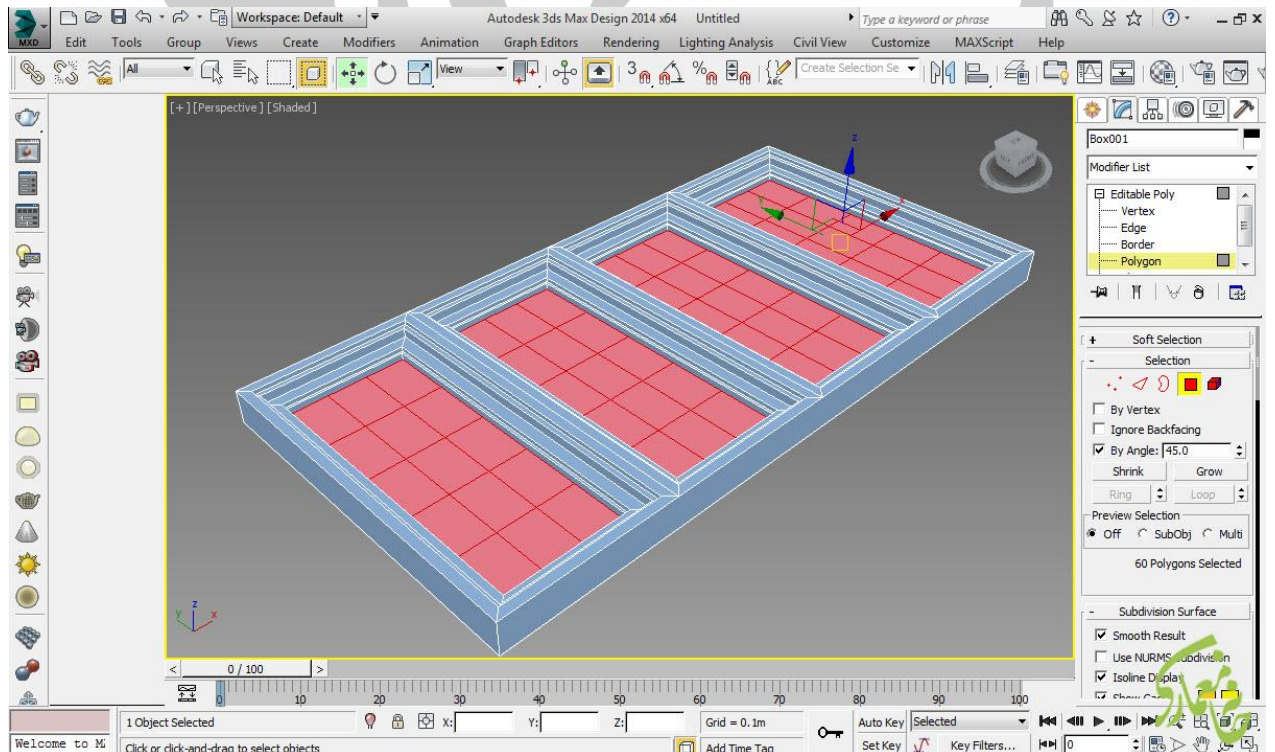 MXD
Workspace: Default
Autodesk 3ds Max Design 2014 x64 Untitled
Type a keyword or phrase
Edit Tools Group Views Create Modifiers Animation Graph Editors Rendering Lighting Analysis Civil View Customize MAXScript Help
All
View
3
ABC
Create Selection Se
[+] [Perspective] [Shaded]
z
y
x
Box001
Modifier List
Editable Poly
Vertex
Edge
Border
Polygon
+ Soft Selection
- Selection
By Vertex
Ignore Backfacing
By Angle: 45.0
Shrink Grow
Ring Loop
Preview Selection
Off SubObj Multi
60 Polygons Selected
- Subdivision Surface
Smooth Result
Use NURMS Subdivision
Isoline Display
z
y x
< 0 / 100 >
0 10 20 30 40 50 60 70 80 90 100
1 Object Selected X: Y: Z: Grid = 0.1m Auto Key Selected
Welcome to M
Click or click-and-drag to select objects Add Time Tag Set Key Key Filters... 0